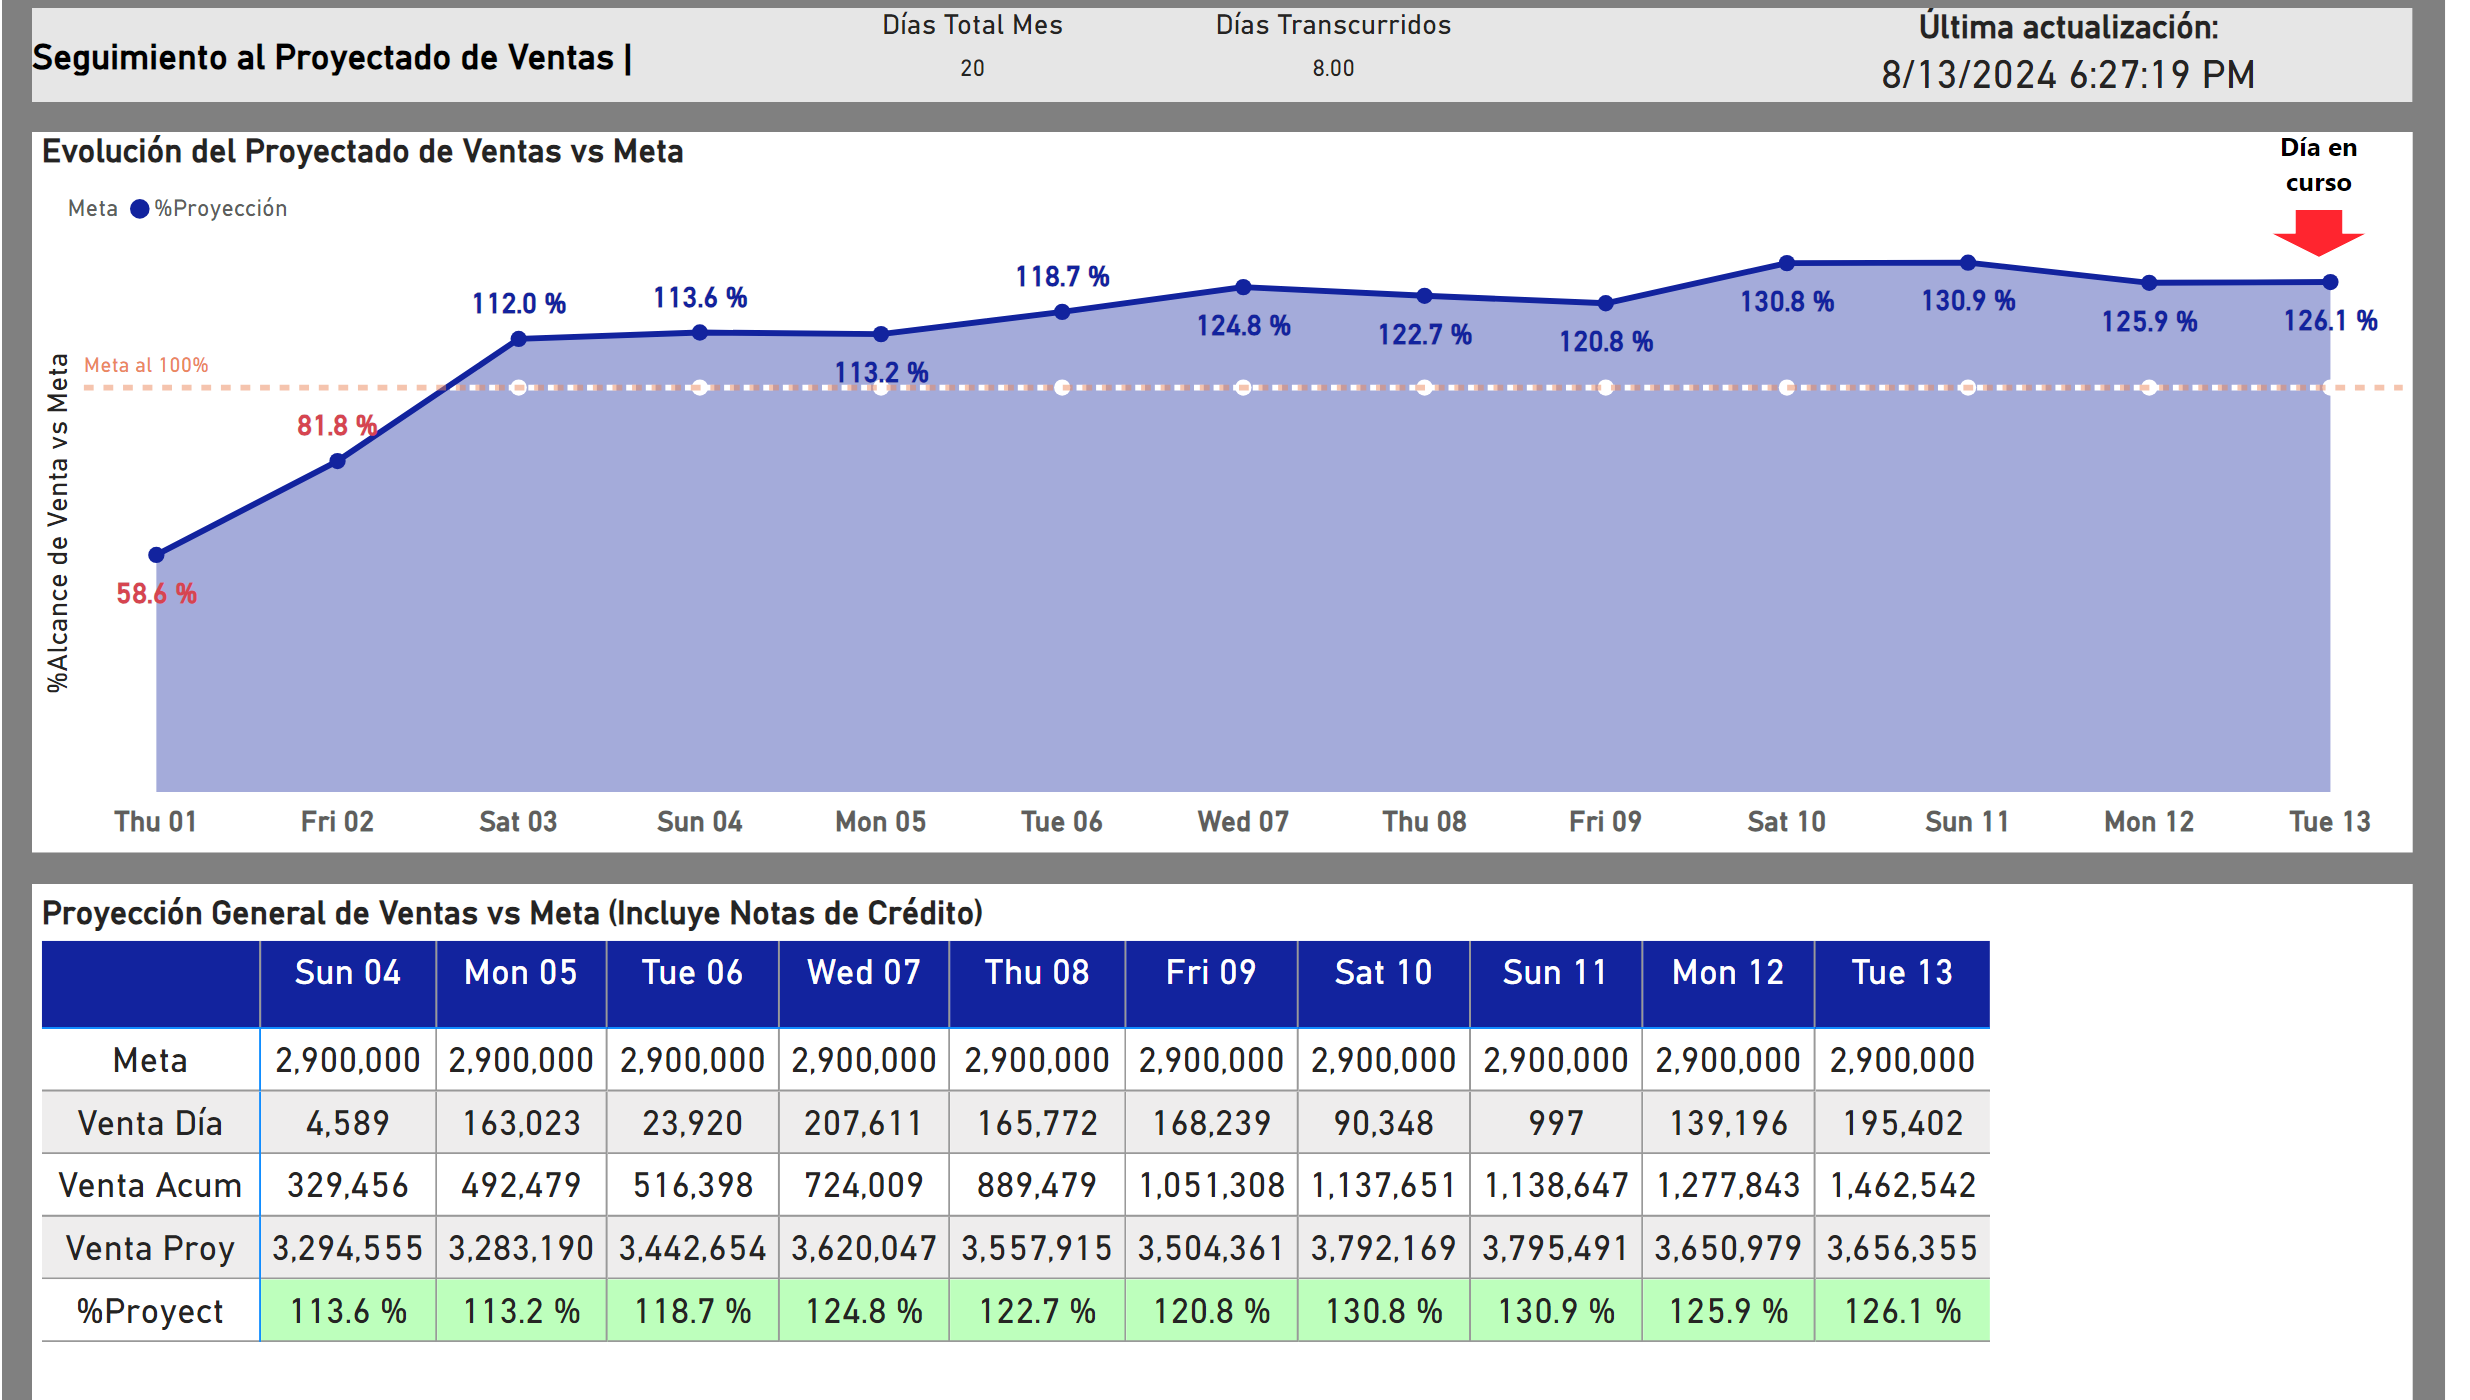 Seguimiento al Proyectado de Ventas |
Días Total Mes
20
Días Transcurridos
8.00
Última actualización:
8/13/2024 6:27:19 PM
Evolución del Proyectado de Ventas vs Meta
Día en
curso
Meta %Proyección
%Alcance de Venta vs Meta
Meta al 100%
58.6 %
81.8 %
112.0 %
113.6 %
113.2 %
118.7 %
124.8 %
122.7 %
120.8 %
130.8 %
130.9 %
125.9 %
126.1 %
Thu 01 Fri 02 Sat 03 Sun 04 Mon 05 Tue 06 Wed 07 Thu 08 Fri 09 Sat 10 Sun 11 Mon 12 Tue 13
Proyección General de Ventas vs Meta (Incluye Notas de Crédito)
Sun 04 Mon 05 Tue 06 Wed 07 Thu 08 Fri 09 Sat 10 Sun 11 Mon 12 Tue 13
Meta 2,900,000 2,900,000 2,900,000 2,900,000 2,900,000 2,900,000 2,900,000 2,900,000 2,900,000 2,900,000
Venta Día 4,589 163,023 23,920 207,611 165,772 168,239 90,348 997 139,196 195,402
Venta Acum 329,456 492,479 516,398 724,009 889,479 1,051,308 1,137,651 1,138,647 1,277,843 1,462,542
Venta Proy 3,294,555 3,283,190 3,442,654 3,620,047 3,557,915 3,504,361 3,792,169 3,795,491 3,650,979 3,656,355
%Proyect 113.6 % 113.2 % 118.7 % 124.8 % 122.7 % 120.8 % 130.8 % 130.9 % 125.9 % 126.1 %